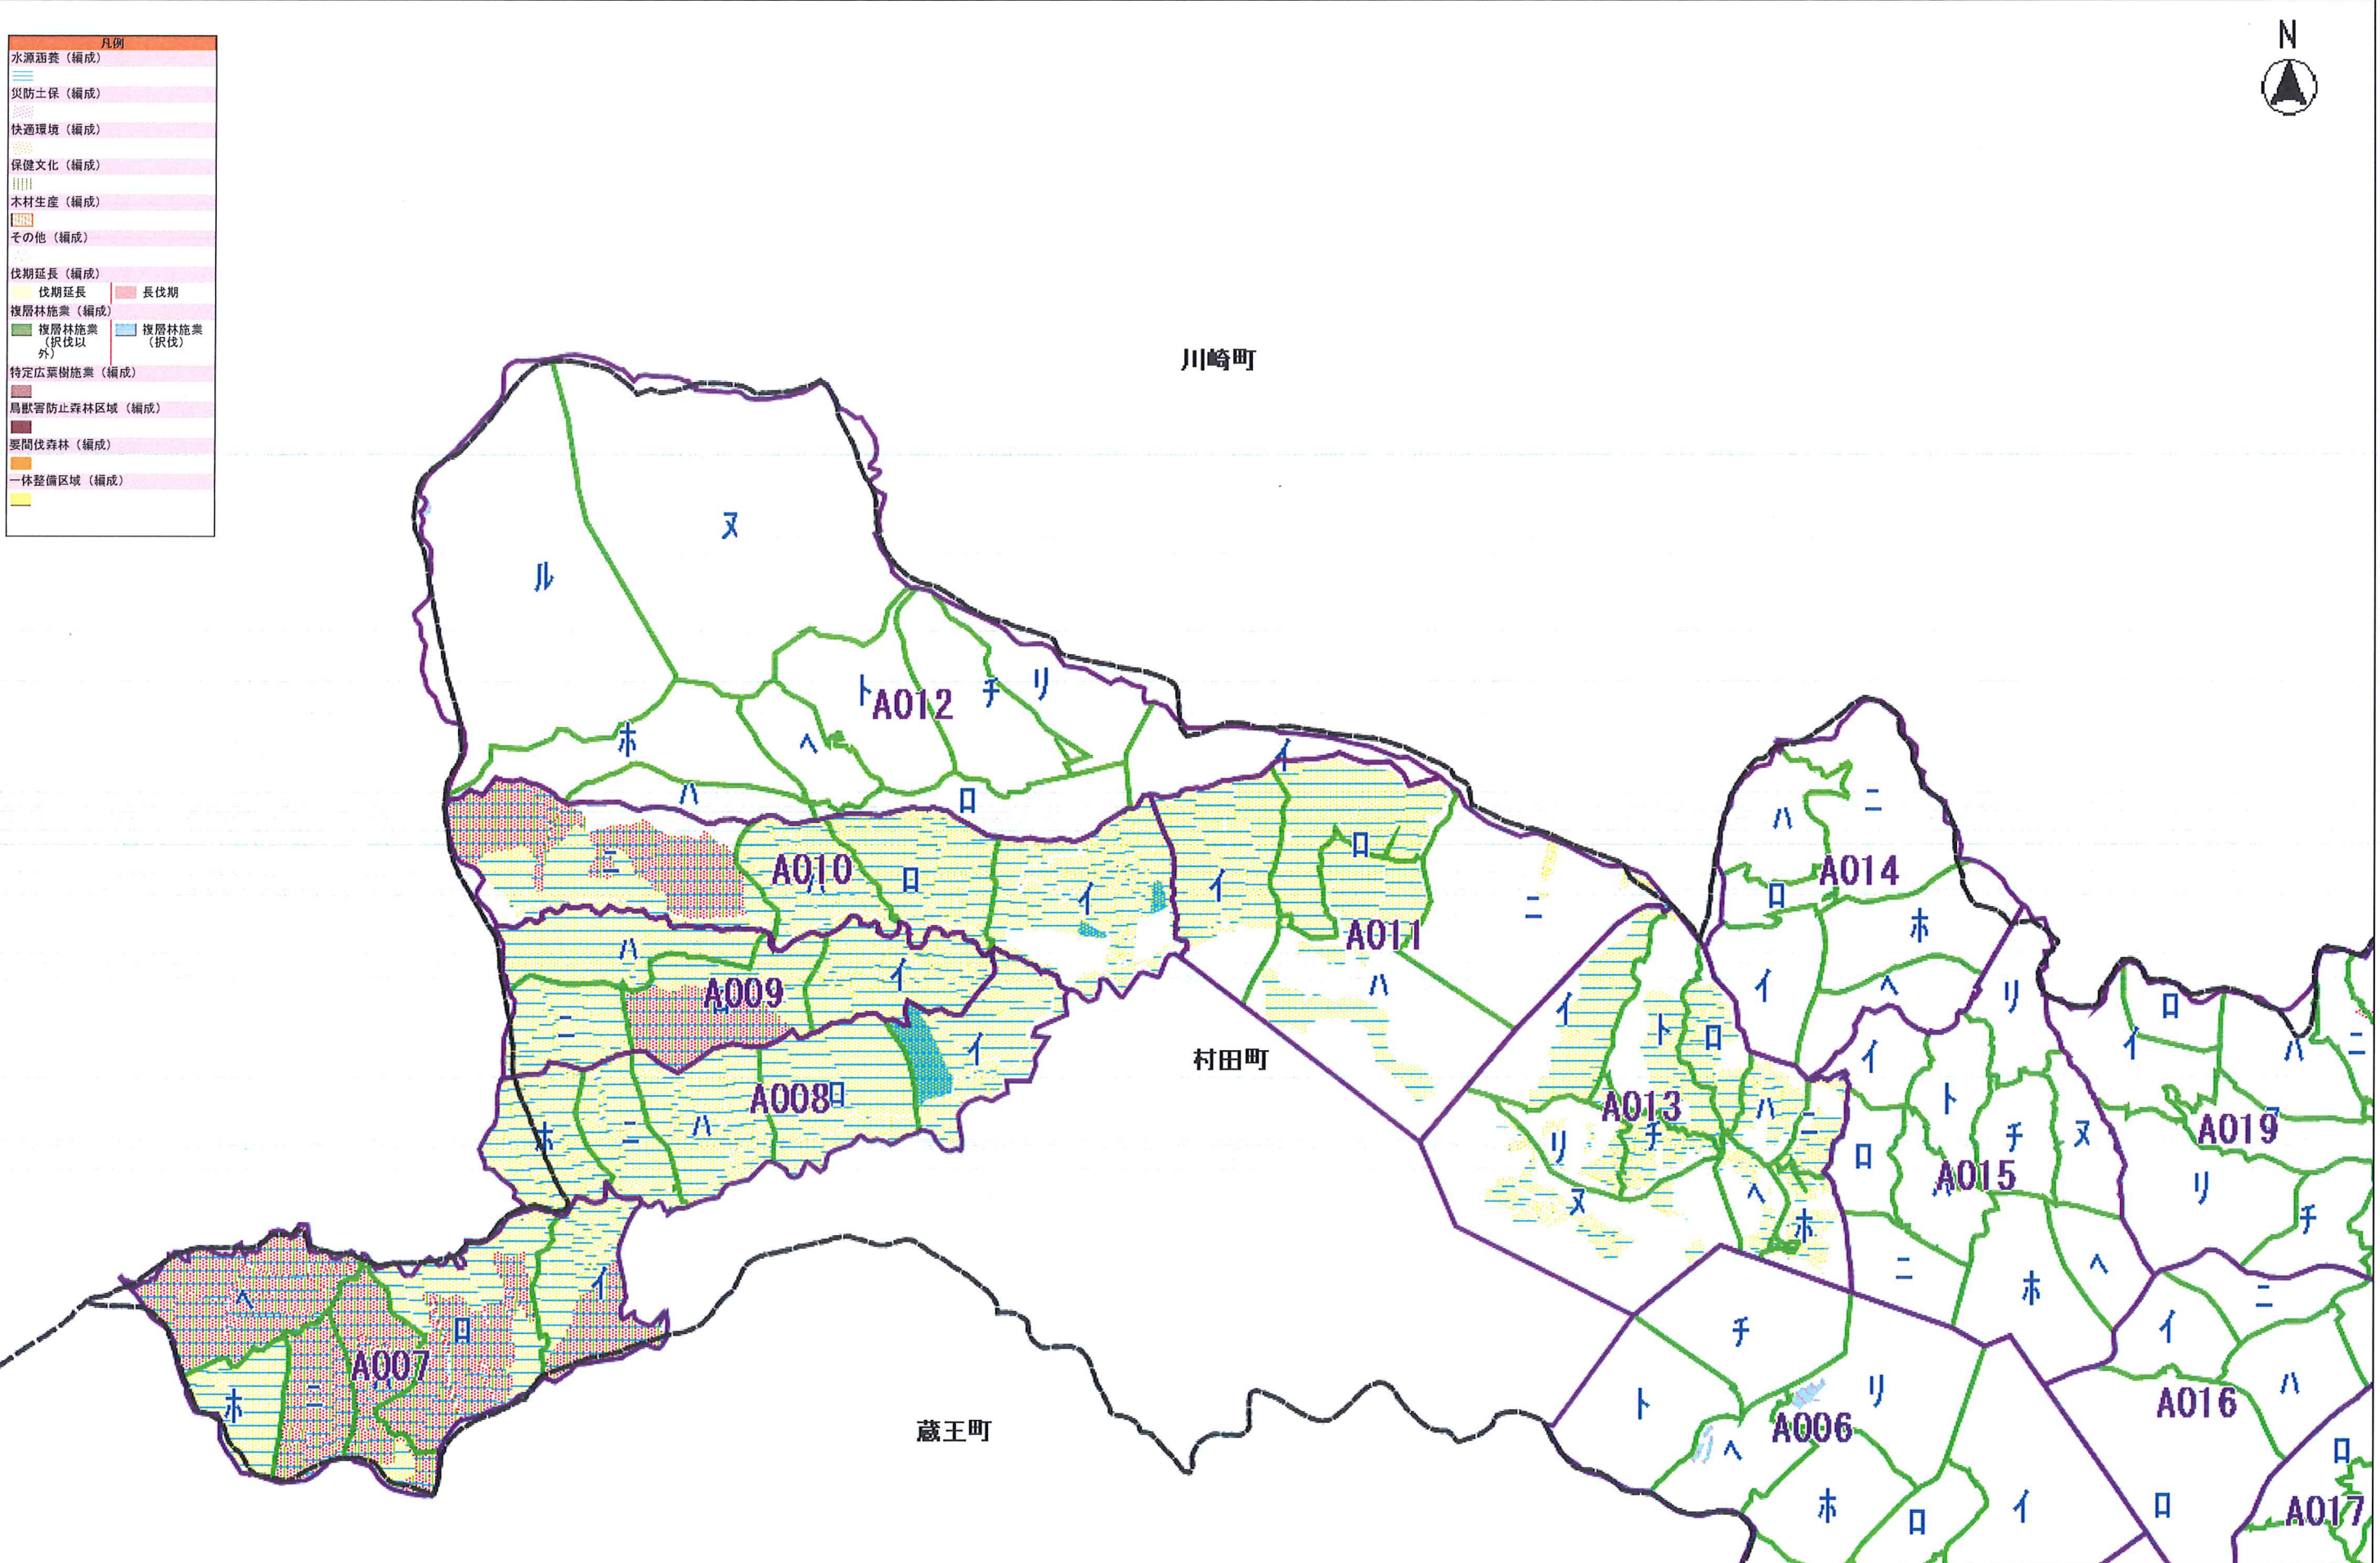 凡例
水源涵養（編成）
災防土保（編成）
快適環境（編成）
保健文化（編成）
木材生産（編成）
その他（編成）
伐期延長（編成）
伐期延長 長伐期
複層林施業（編成）
複層林施業（択伐以外） 複層林施業（択伐）
特定広葉樹施業（編成）
鳥獣害防止森林区域（編成）
要間伐森林（編成）
一体整備区域（編成）
N
川崎町
ヌ
ル
ト A012 チ リ
ホ ヘ
ハ ロ
イ
ニ A010 ハ ロ イ
イ ロ
A011
ニ
ハ
ハ
A009
イ
ニ
ロ
イ
A008
ホ ニ ハ ロ
村田町
ハ ニ
A014
ロ
ホ
イ ヘ
イ ト ロ
A013
ハ ニ
リ チ
ヌ ヘ ホ
リ
イ ト
ロ チ ヌ
A015
ハ
ニ ホ ヘ
ロ
イ ハ ニ
A019
リ チ
ヘ ロ イ
A007
ハ
ホ ニ
蔵王町
チ
ト リ
A006
ヘ
ホ ロ イ
イ ニ
A016
ハ
ロ
ロ
A017